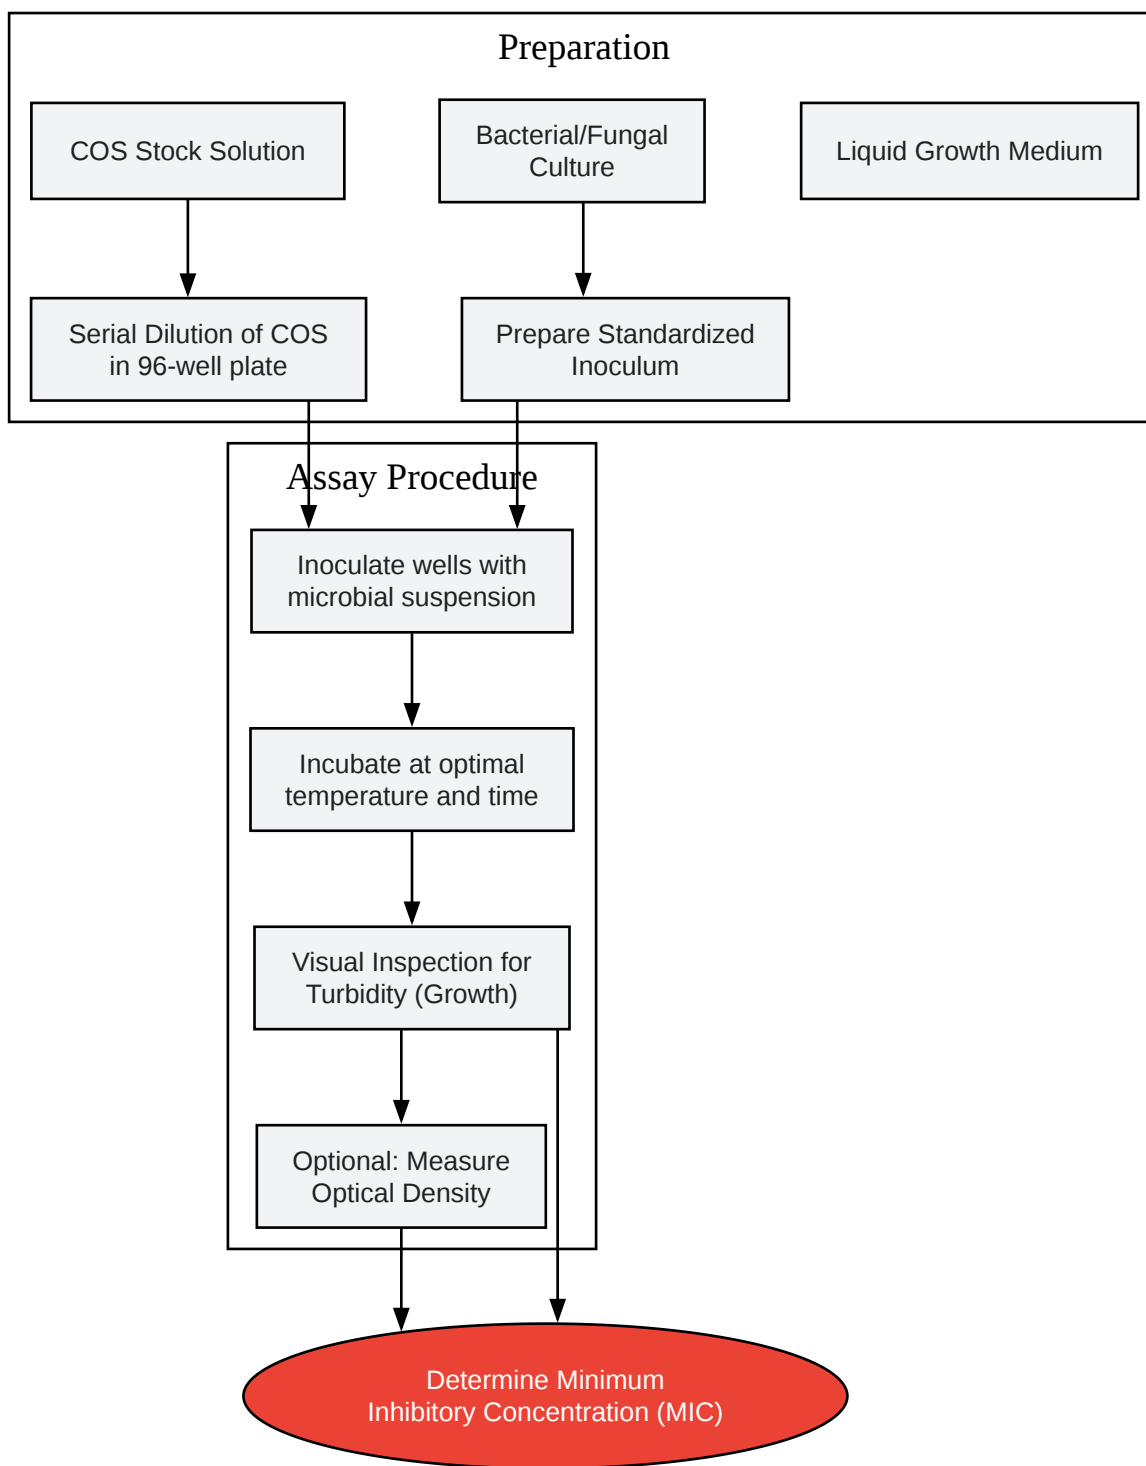 Preparation
COS Stock Solution
Bacterial/Fungal
Culture
Liquid Growth Medium
Serial Dilution of COS
in 96-well plate
Prepare Standardized
Inoculum
Assay Procedure
Inoculate wells with
microbial suspension
Incubate at optimal
temperature and time
Visual Inspection for
Turbidity (Growth)
Optional: Measure
Optical Density
Determine Minimum
Inhibitory Concentration (MIC)